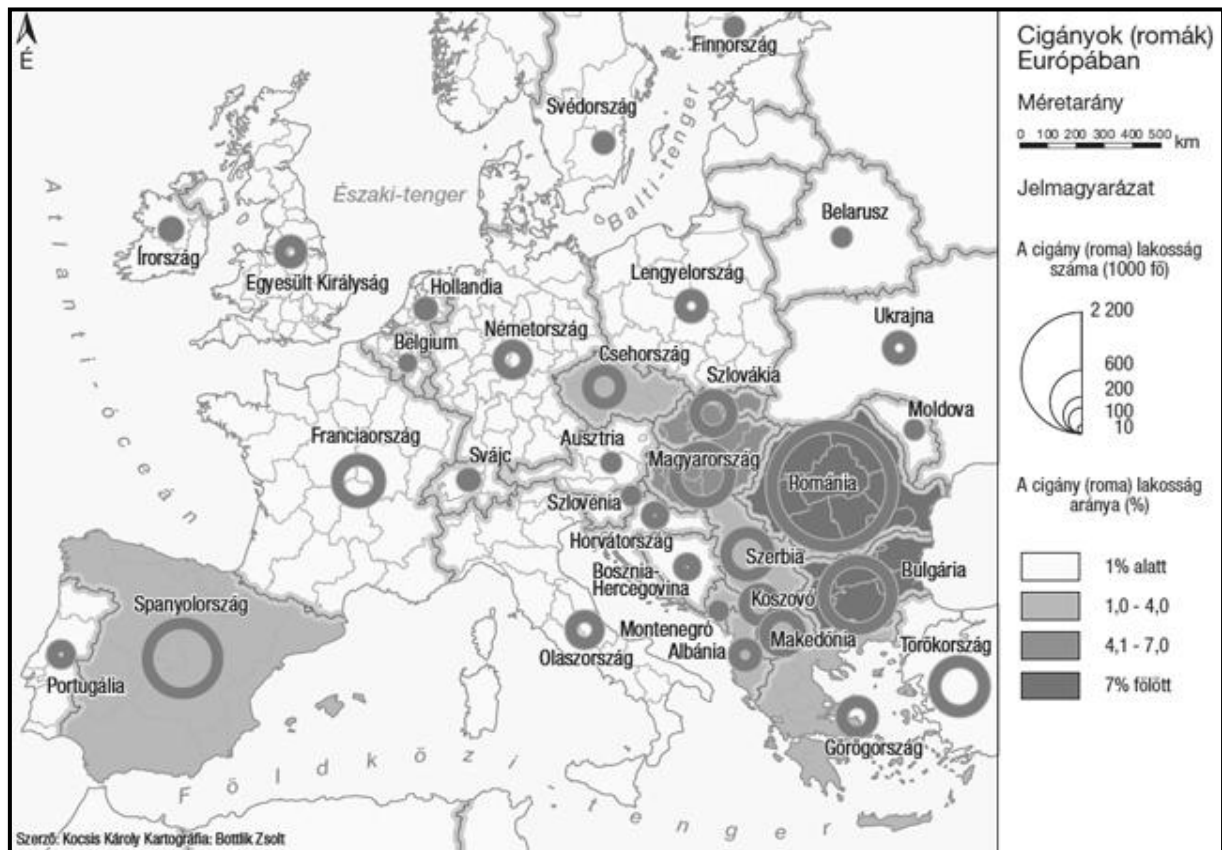 É
Finnország
Svédország
Balti-tenger
Északi-tenger
Atlanti-óceán
Írország
Egyesült Királyság
Hollandia
Belgium
Németország
Lengyelország
Belarusz
Ukrajna
Csehország
Szlovákia
Moldova
Franciaország
Svájc
Ausztria
Magyarország
Románia
Szlovénia
Horvátország
Bosznia-
Hercegovina
Szerbia
Koszovó
Bulgária
Montenegró
Albánia
Makedónia
Törökország
Spanyolország
Portugália
Olaszország
Görögország
Földközi-tenger
Szerző: Kocsis Károly Kartográfia: Bottlik Zsolt
Cigányok (romák)
Európában
Méretarány
0 100 200 300 400 500 km
Jelmagyarázat
A cigány (roma) lakosság
száma (1000 fő)
2 200
600
200
100
10
A cigány (roma) lakosság
aránya (%)
1% alatt
1,0 - 4,0
4,1 - 7,0
7% fölött